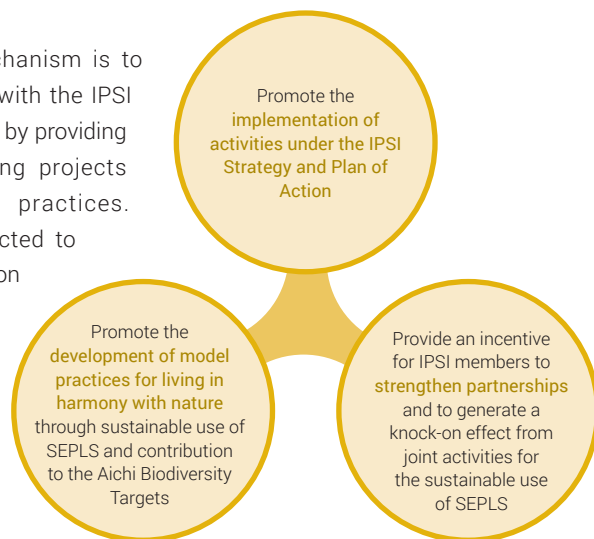 chanism is to
with the IPSI
by providing
ng projects
practices.
cted to
on
Promote the
implementation of
activities under the IPSI
Strategy and Plan of
Action
Promote the
development of model
practices for living in
harmony with nature
through sustainable use of
SEPLS and contribution
to the Aichi Biodiversity
Targets
Provide an incentive
for IPSI members to
strengthen partnerships
and to generate a
knock-on effect from
joint activities for
the sustainable use
of SEPLS